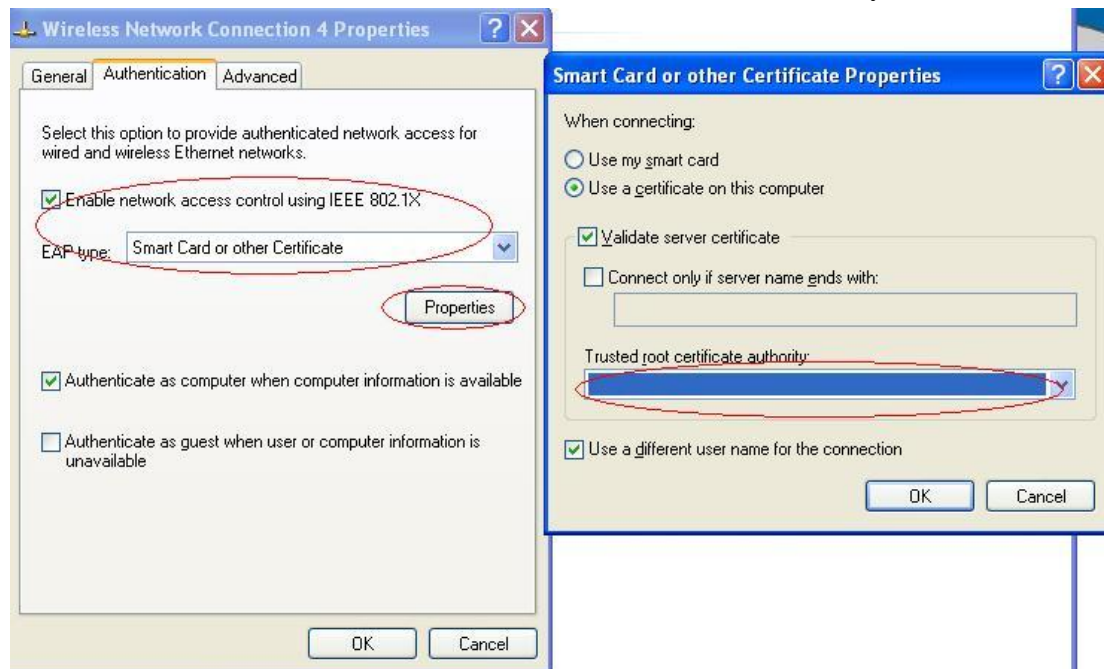 Wireless Network Connection 4 Properties
General Authentication Advanced
Select this option to provide authenticated network access for
wired and wireless Ethernet networks.
Enable network access control using IEEE 802.1X
EAP type: Smart Card or other Certificate
Properties
Authenticate as computer when computer information is available
Authenticate as guest when user or computer information is
unavailable
OK Cancel
Smart Card or other Certificate Properties
When connecting:
Use my smart card
Use a certificate on this computer
Validate server certificate
Connect only if server name ends with:
Trusted root certificate authority:
Use a different user name for the connection
OK Cancel